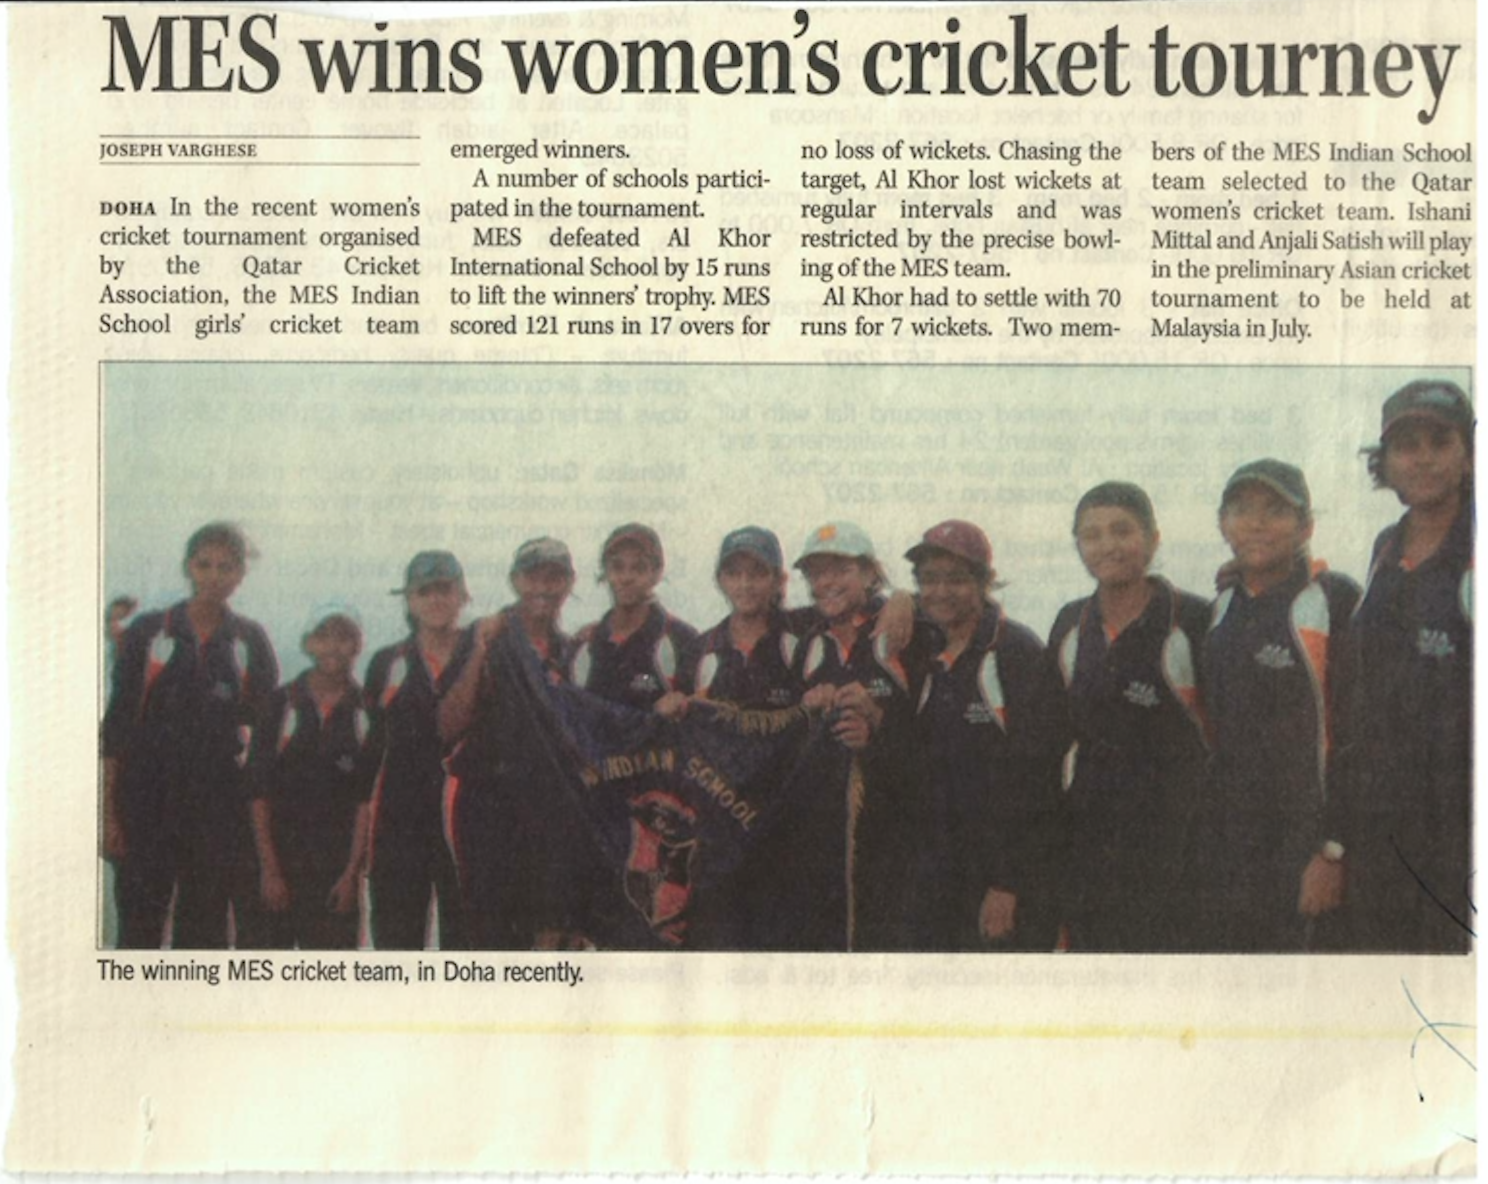 MES wins women's cricket tourney
JOSEPH VARGHESE
DOHA In the recent women's
cricket tournament organised
by the Qatar Cricket
Association, the MES Indian
School girls' cricket team
emerged winners.
A number of schools partici-
pated in the tournament.
MES defeated Al Khor
International School by 15 runs
to lift the winners' trophy. MES
scored 121 runs in 17 overs for
no loss of wickets. Chasing the
target, Al Khor lost wickets at
regular intervals and was
restricted by the precise bowl-
ing of the MES team.
Al Khor had to settle with 70
runs for 7 wickets. Two mem-
bers of the MES Indian School
team selected to the Qatar
women's cricket team. Ishani
Mittal and Anjali Satish will play
in the preliminary Asian cricket
tournament to be held at
Malaysia in July.
INDIAN SCHOOL
The winning MES cricket team, in Doha recently.